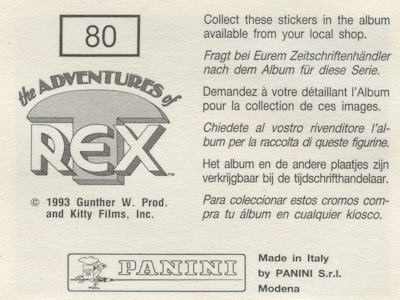 80
the ADVENTURES of
T
REX™
© 1993 Gunther W. Prod.
and Kitty Films, Inc.
Collect these stickers in the album
available from your local shop.
Fragt bei Eurem Zeitschriftenhändler
nach dem Album für diese Serie.
Demandez à votre détaillant l'Album
pour la collection de ces images.
Chiedete al vostro rivenditore l'al-
bum per la raccolta di queste figurine.
Het album en de andere plaatjes zijn
verkrijgbaar bij de tijdschrifthandelaar.
Para coleccionar estos cromos com-
pra tu álbum en cualquier kiosco.
PANINI
Made in Italy
by PANINI S.r.l.
Modena